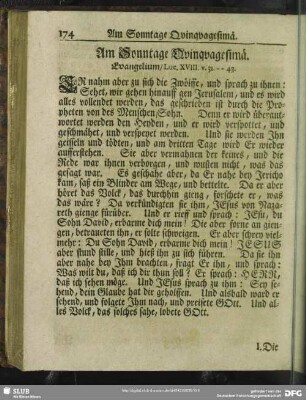 174 Am Sonntage Qvinqvagesimä.
Am Sonntage Qvinqvagesimä.
Evangelium/Luc. XVIII. v. 31. -- 43.
ER nahm aber zu sich die Zwölffe, und sprach zu ihnen:
Sehet, wir gehen hinauff gen Jerusalem, und es wird
alles vollendet werden, das geschrieben ist durch die Pro-
pheten von des Menschen Sohn. Denn er wird überant-
wortet werden den Heyden, und er wird verspottet, und
geschmähet, und verspeyet werden. Und sie werden Ihn
geisseln und tödten, und am dritten Tage wird Er wieder
aufferstehen. Sie aber vernahmen der keines, und die
Rede war ihnen verborgen, und wusten nicht, was das
gesagt war. Es geschahe aber, da Er nahe bey Jericho
kam, saß ein Blinder am Wege, und bettelte. Da er aber
höret das Volck, das durchhin gieng, forschete er, was
das wäre? Da verkündigten sie ihm, JEsus von Naza-
reth gienge fürüber. Und er rieff und sprach: JEsu, du
Sohn David, erbarme dich mein! Die aber forne an gien-
gen, betraueten ihn, er solte schweigen. Er aber schrey viel-
mehr: Du Sohn David, erbarme dich mein! JESUS
aber stund stille, und hieß ihn zu sich führen. Da sie ihn
aber nahe bey Ihm brachten, fragt Er ihn, und sprach:
Was wilt du, daß ich dir thun soll? Er sprach: HERR,
daß ich sehen möge. Und JEsus sprach zu ihm: Sey se-
hend, dein Glaube hat dir geholffen. Und alsbald ward er
sehend, und folgete Ihm nach, und preisete GOtt. Und al-
les Volck, das solches sahe, lobete GOtt.
I. Die
SLUB